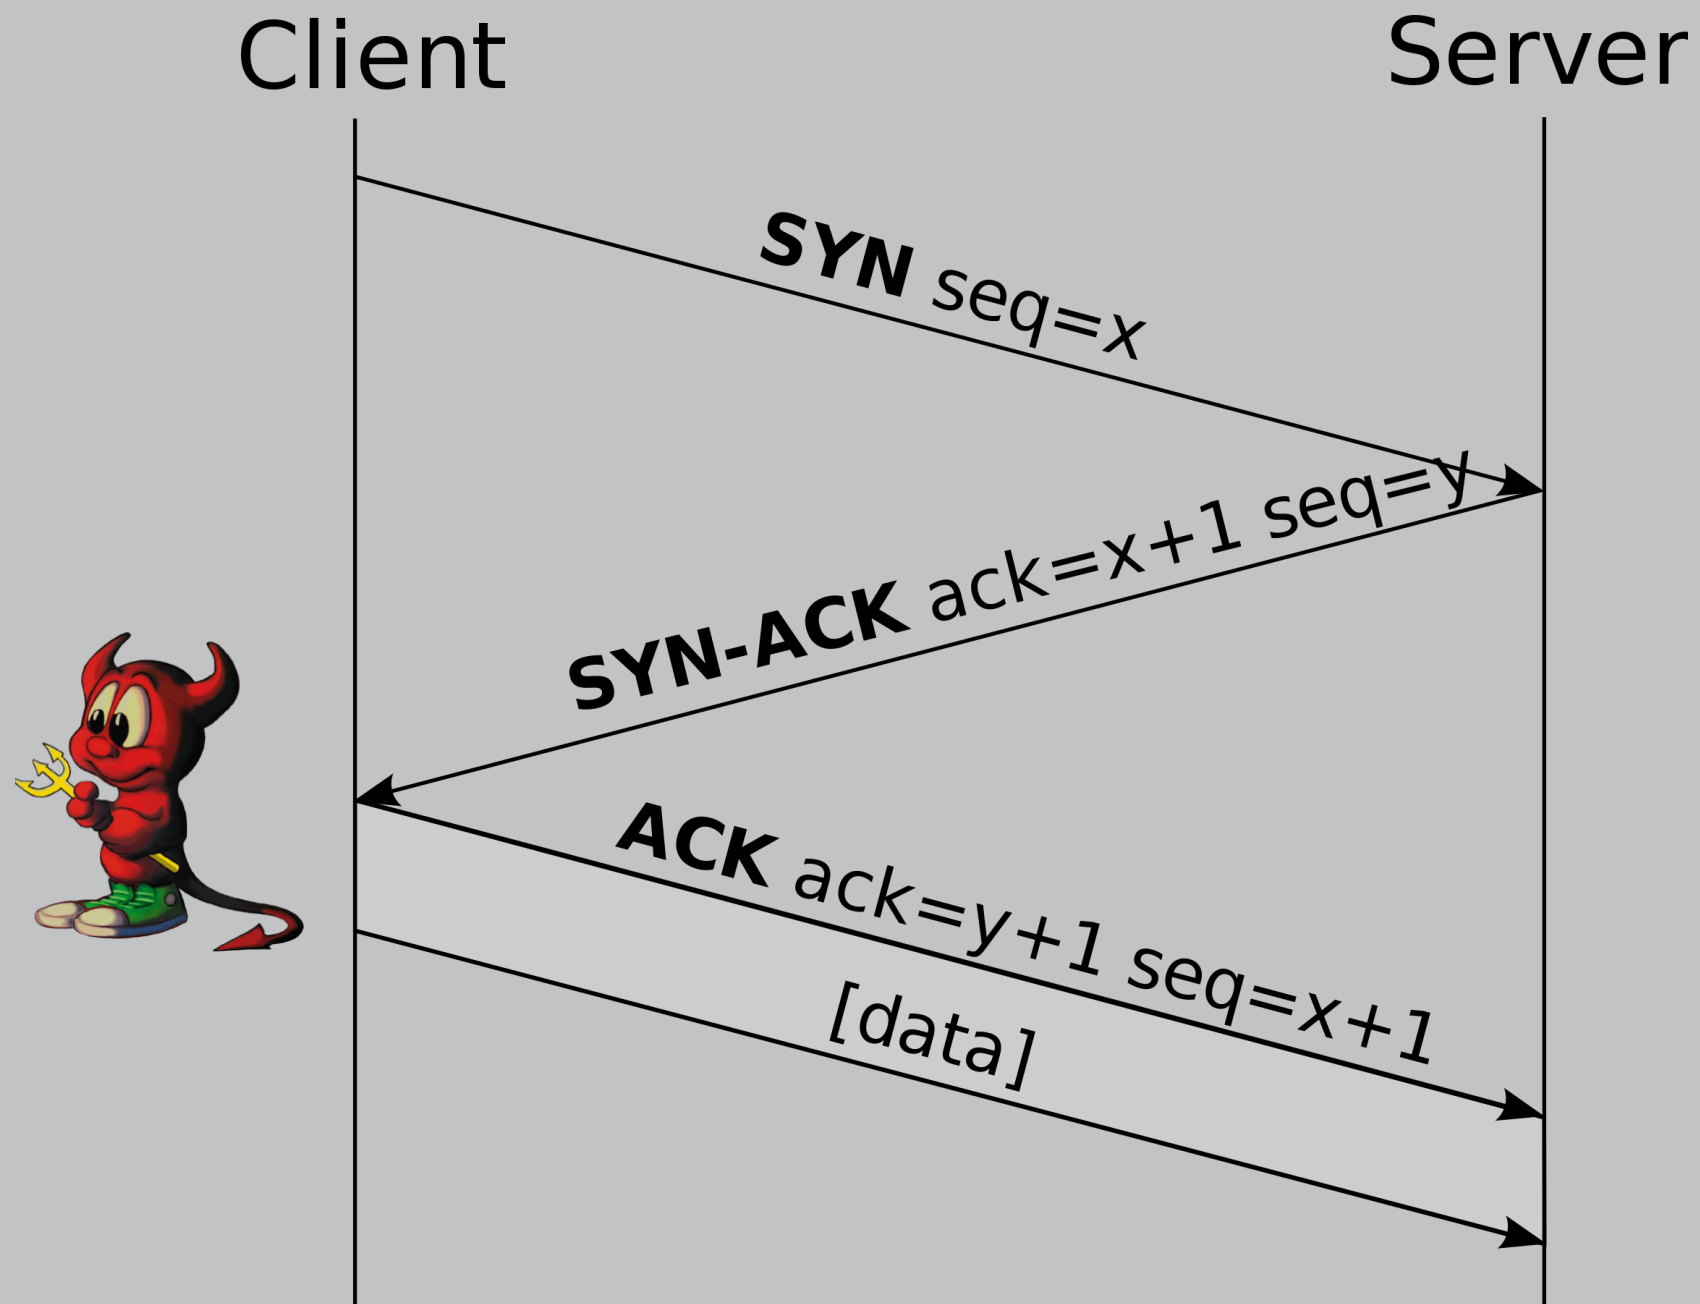 Client
Server
SYN seq=x
SYN-ACK ack=x+1 seq=y
ACK ack=y+1 seq=x+1
[data]